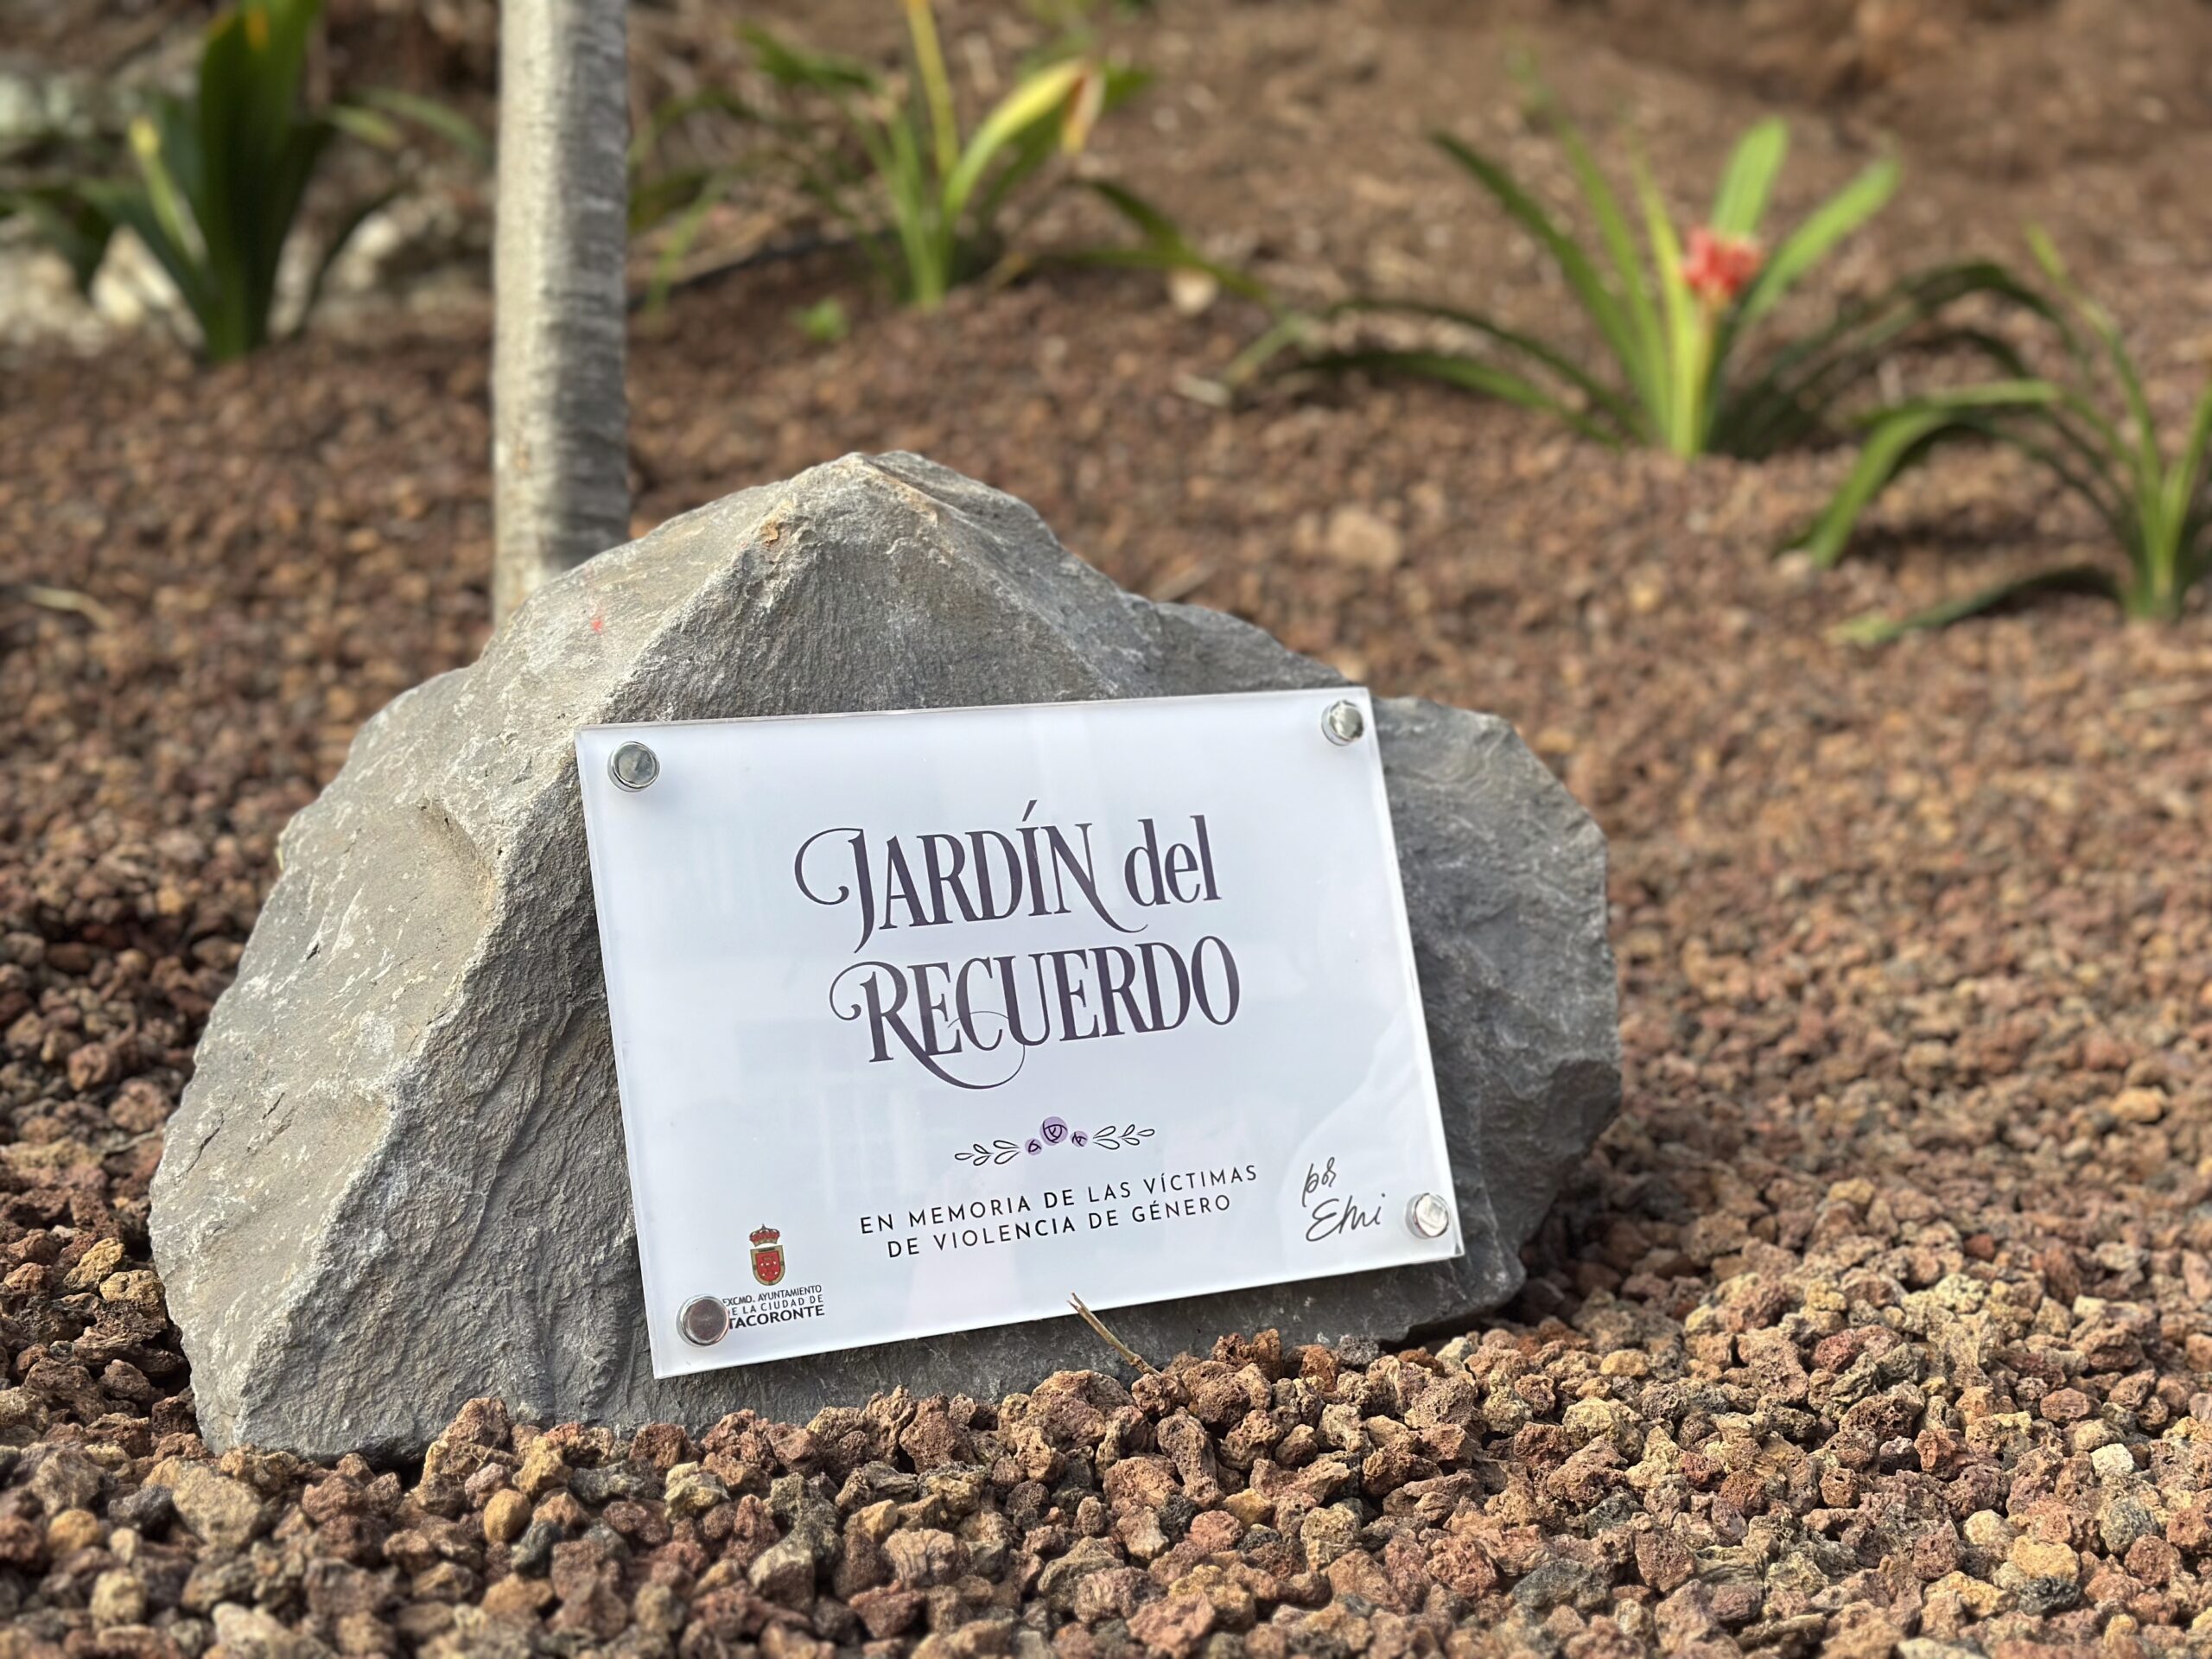 JARDÍN del
RECUERDO
EN MEMORIA DE LAS VÍCTIMAS
DE VIOLENCIA DE GÉNERO
por
Emi
EXCMO. AYUNTAMIENTO
DE LA CIUDAD DE
TACORONTE